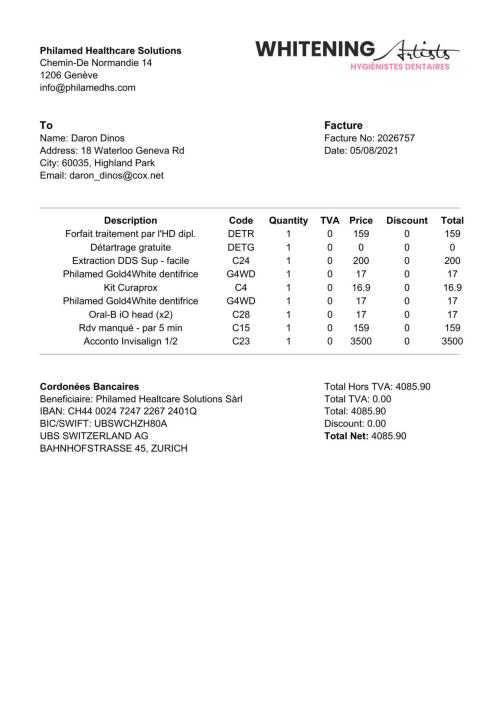 Philamed Healthcare Solutions
Chemin-De Normandie 14
1206 Genève
info@philamedhs.com
WHITENING Artists
HYGIÉNISTES DENTAIRES
To
Name: Daron Dinos
Address: 18 Waterloo Geneva Rd
City: 60035, Highland Park
Email: daron_dinos@cox.net
Facture
Facture No: 2026757
Date: 05/08/2021
Description Code Quantity TVA Price Discount Total
Forfait traitement par l'HD dipl. DETR 1 0 159 0 159
Détartrage gratuite DETG 1 0 0 0 0
Extraction DDS Sup - facile C24 1 0 200 0 200
Philamed Gold4White dentifrice G4WD 1 0 17 0 17
Kit Curaprox C4 1 0 16.9 0 16.9
Philamed Gold4White dentifrice G4WD 1 0 17 0 17
Oral-B iO head (x2) C28 1 0 17 0 17
Rdv manqué - par 5 min C15 1 0 159 0 159
Acconto Invisalign 1/2 C23 1 0 3500 0 3500
Cordonées Bancaires
Beneficiaire: Philamed Healtcare Solutions Sàrl
IBAN: CH44 0024 7247 2267 2401Q
BIC/SWIFT: UBSWCHZH80A
UBS SWITZERLAND AG
BAHNHOFSTRASSE 45, ZURICH
Total Hors TVA: 4085.90
Total TVA: 0.00
Total: 4085.90
Discount: 0.00
Total Net: 4085.90